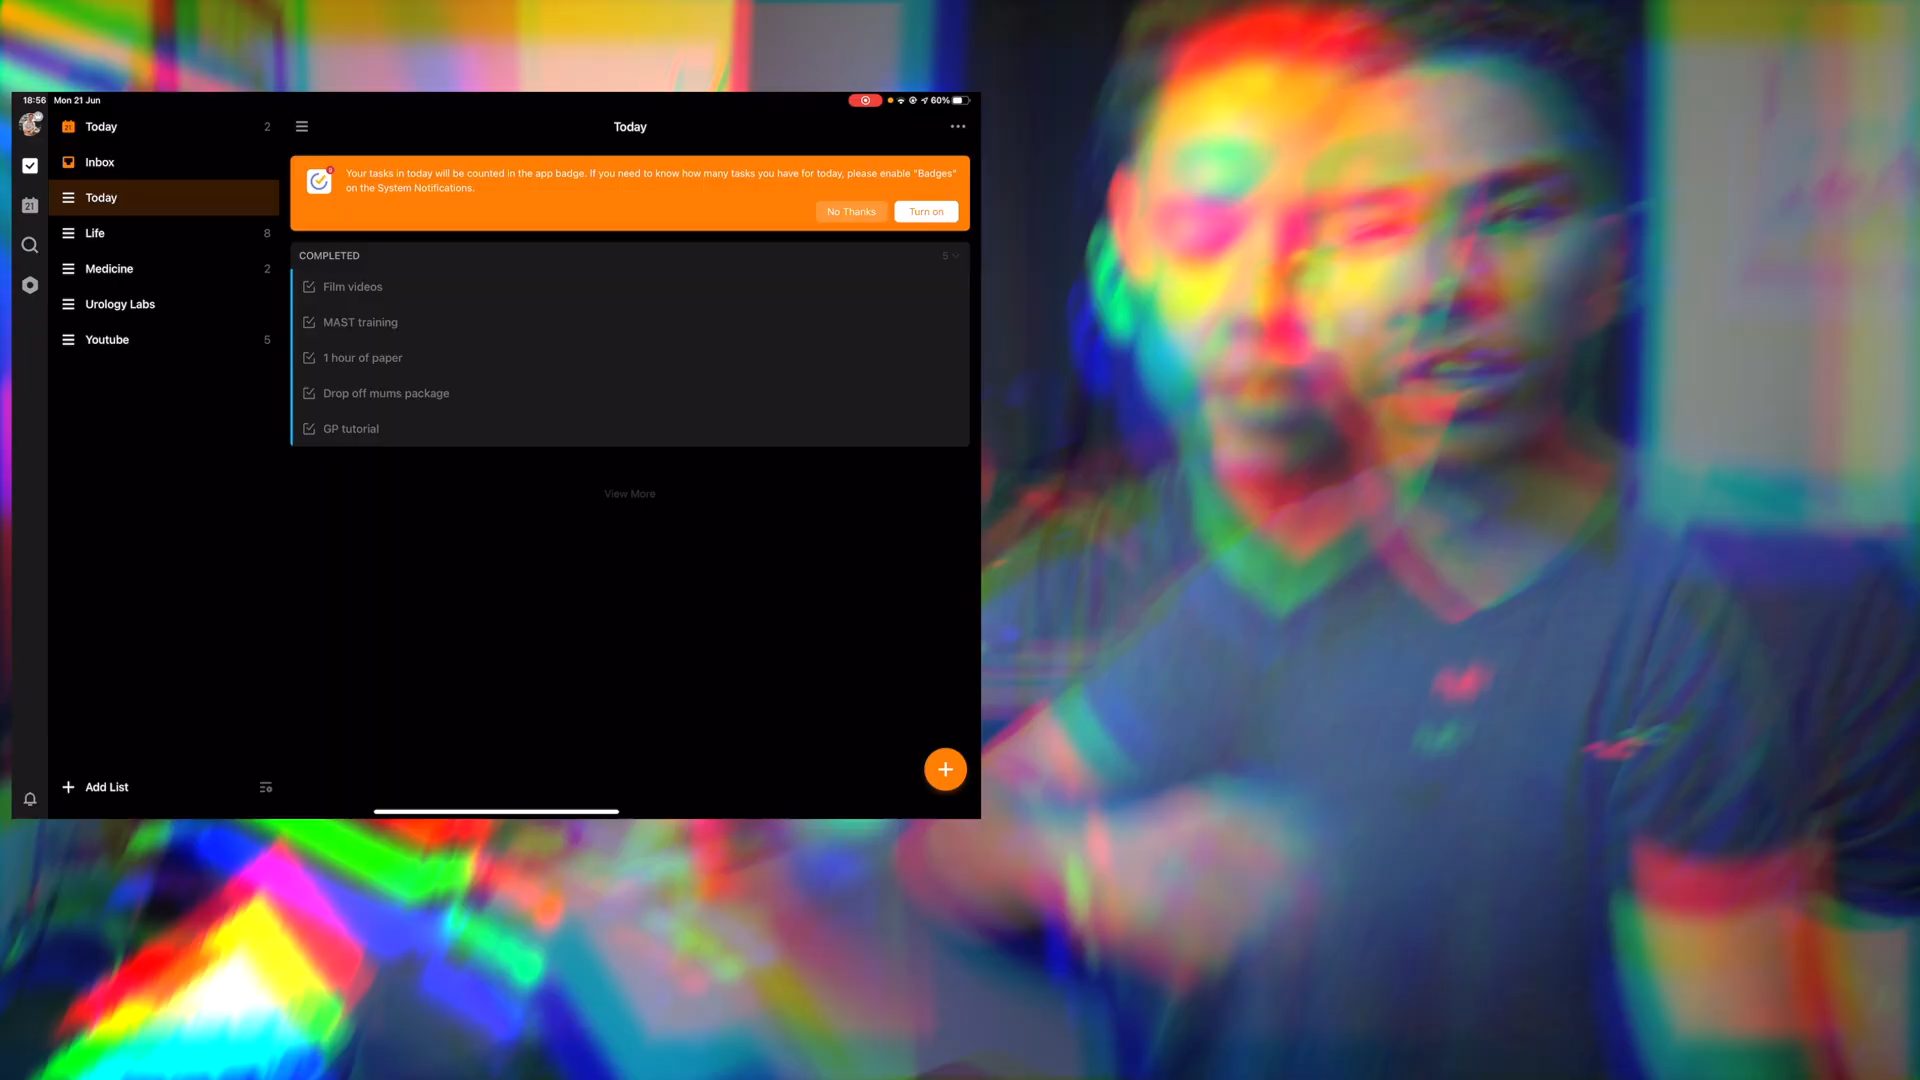 18:56 Mon 21 Jun
60%
Today 2
Inbox
Today
Life 8
Medicine 2
Urology Labs
Youtube 5
Add List
Today
Your tasks in today will be counted in the app badge. If you need to know how many tasks you have for today, please enable "Badges"
on the System Notifications.
No Thanks
Turn on
COMPLETED 5
Film videos
MAST training
1 hour of paper
Drop off mums package
GP tutorial
View More
21
21